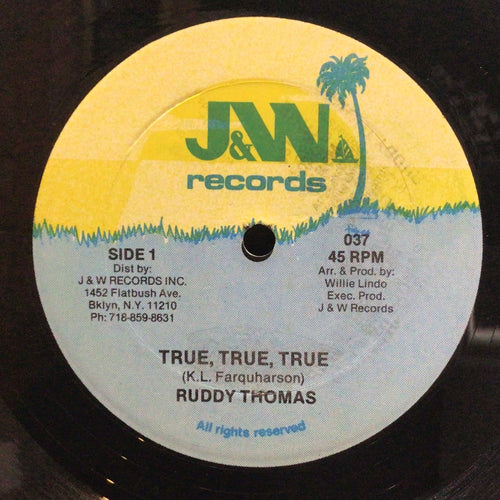 J&W
records
SIDE 1
Dist by:
J & W RECORDS INC.
1452 Flatbush Ave.
Bklyn, N.Y. 11210
Ph: 718-859-8631
037
45 RPM
Arr. & Prod. by:
Willie Lindo
Exec. Prod.
J & W Records
TRUE, TRUE, TRUE
(K.L. Farquharson)
RUDDY THOMAS
All rights reserved